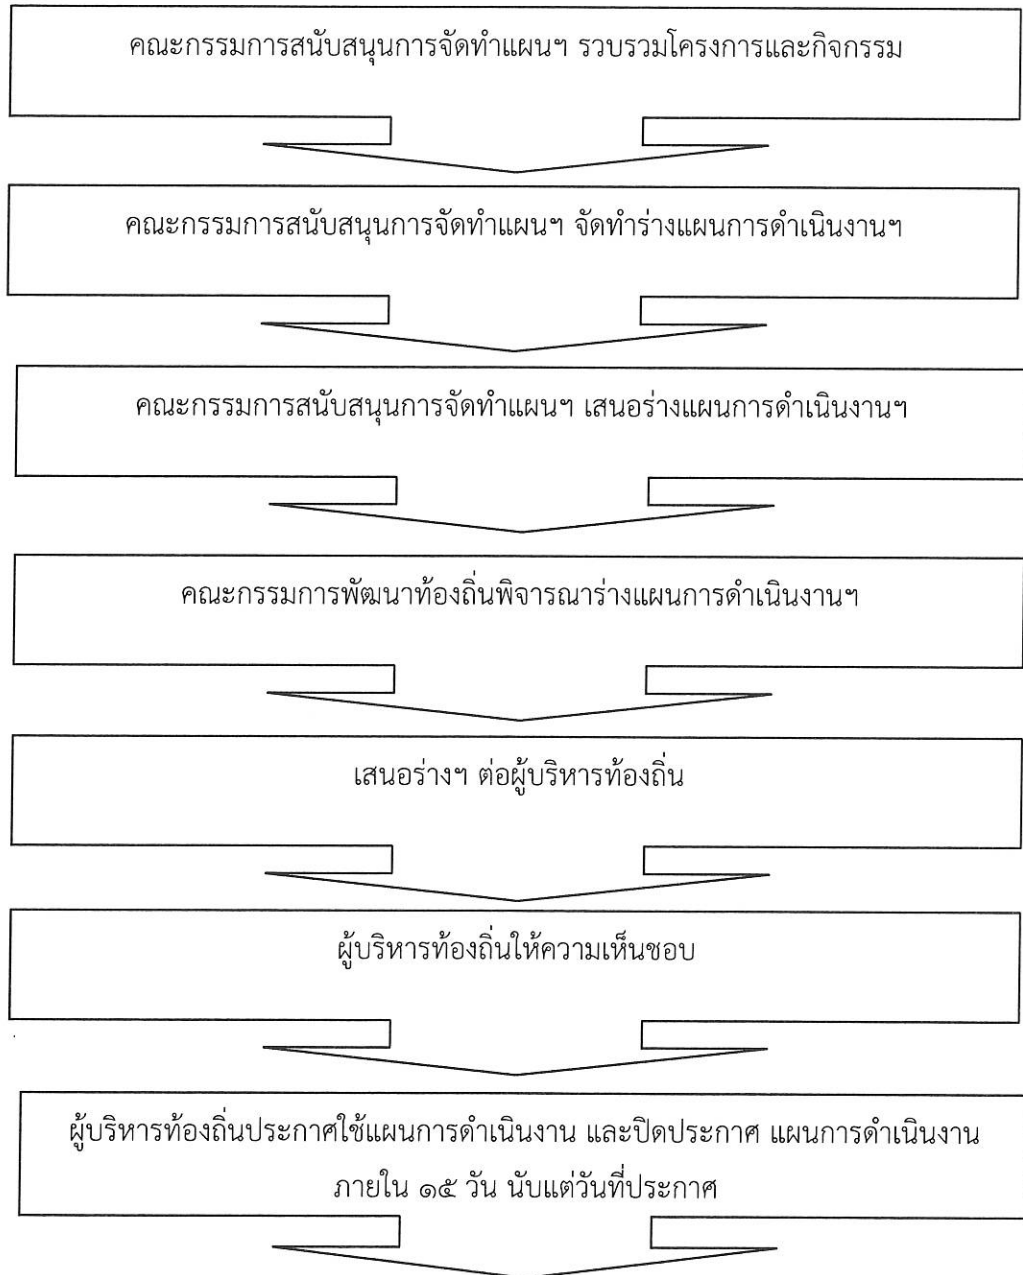 คณะกรรมการสนับสนุนการจัดทำแผนฯ รวบรวมโครงการและกิจกรรม
คณะกรรมการสนับสนุนการจัดทำแผนฯ จัดทำร่างแผนการดำเนินงานฯ
คณะกรรมการสนับสนุนการจัดทำแผนฯ เสนอร่างแผนการดำเนินงานฯ
คณะกรรมการพัฒนาท้องถิ่นพิจารณาร่างแผนการดำเนินงานฯ
เสนอร่างฯ ต่อผู้บริหารท้องถิ่น
ผู้บริหารท้องถิ่นให้ความเห็นชอบ
ผู้บริหารท้องถิ่นประกาศใช้แผนการดำเนินงาน และปิดประกาศ แผนการดำเนินงาน
ภายใน ๑๕ วัน นับแต่วันที่ประกาศ